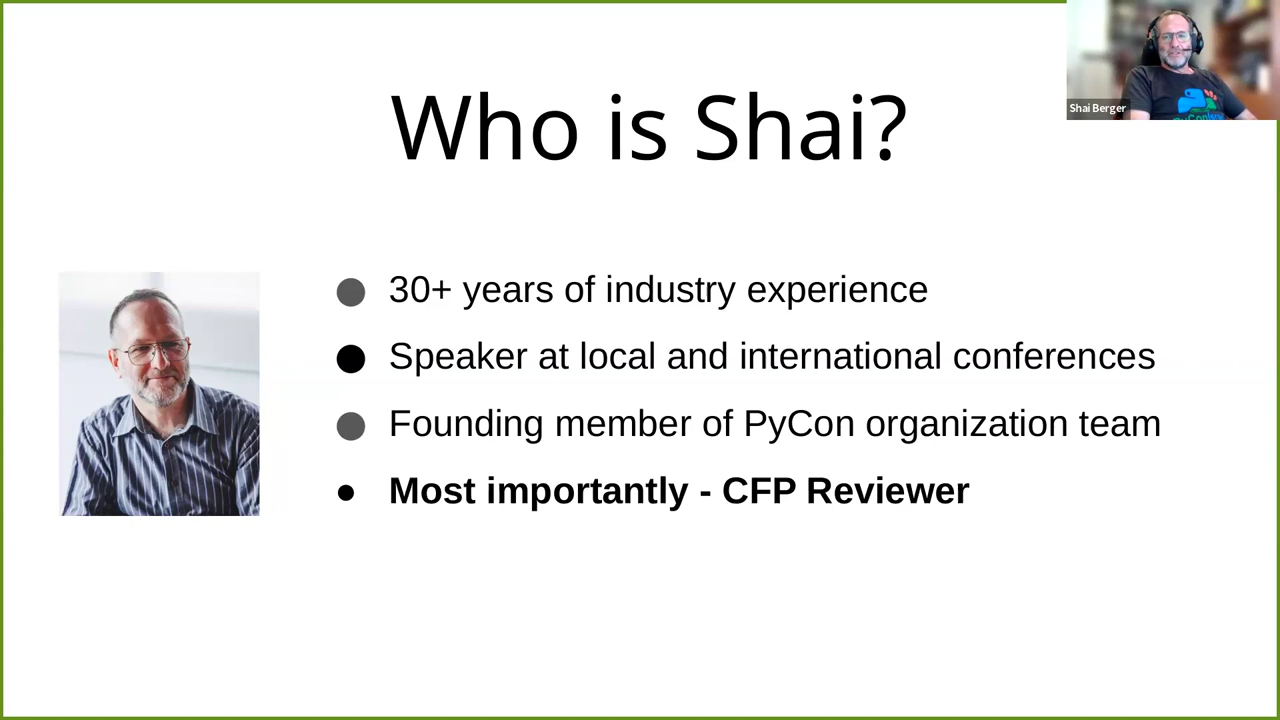 Who is Shai?
Shai Berger
30+ years of industry experience
Speaker at local and international conferences
Founding member of PyCon organization team
Most importantly - CFP Reviewer